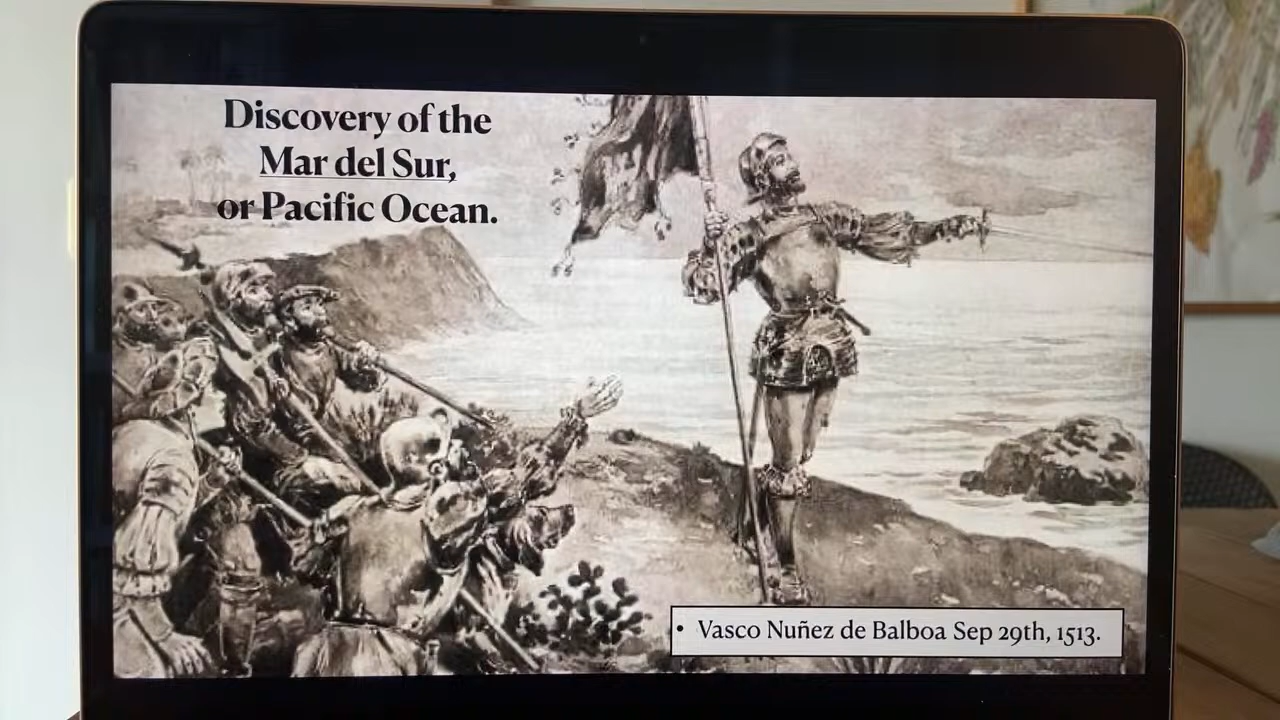 Discovery of the
Mar del Sur,
or Pacific Ocean.
• Vasco Nuñez de Balboa Sep 29th, 1513.